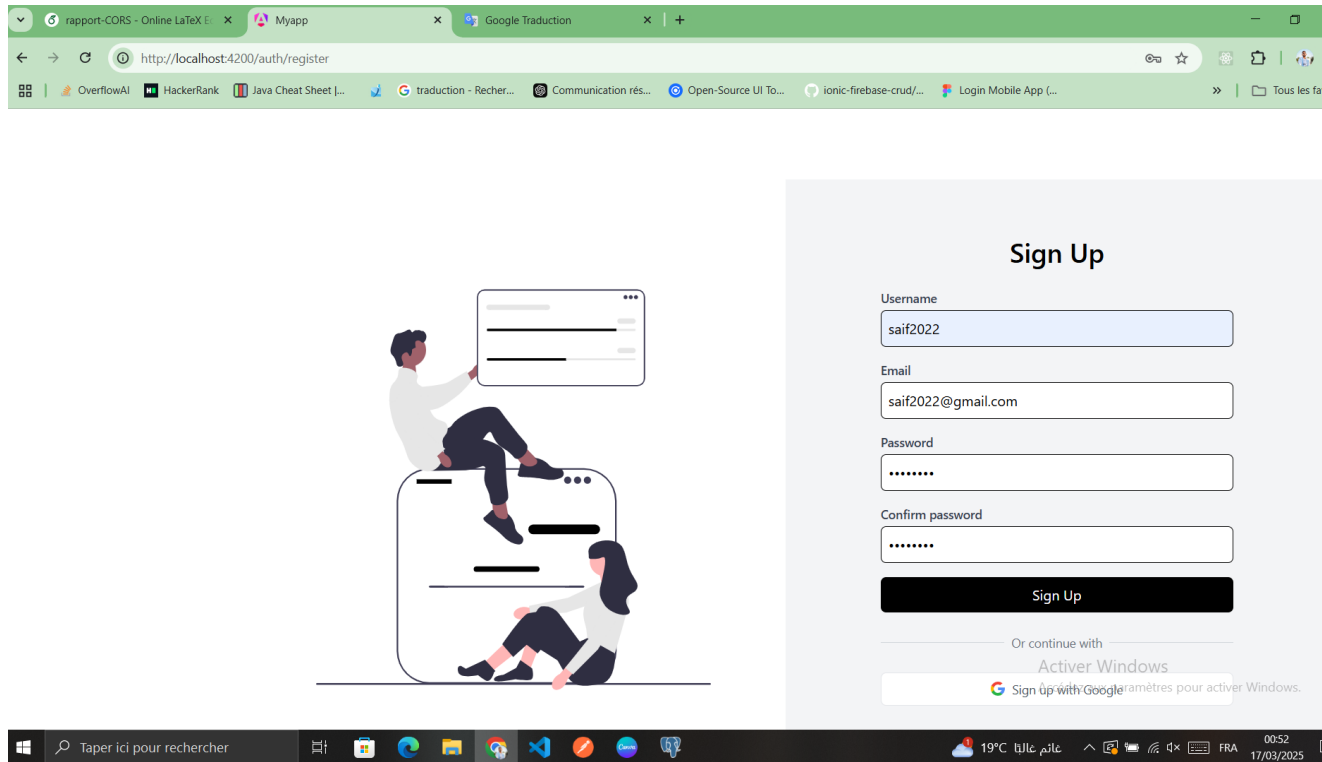 rapport-CORS - Online LaTeX E
Myapp
Google Traduction
http://localhost:4200/auth/register
OverflowAI
HackerRank
Java Cheat Sheet |...
traduction - Recher...
Communication rés...
Open-Source UI To...
ionic-firebase-crud/...
Login Mobile App (...
»
Tous les fa
Sign Up
Username
saif2022
Email
saif2022@gmail.com
Password
••••••••
Confirm password
••••••••
Sign Up
Or continue with
Activer Windows
Sign up with Google
paramètres pour activer Windows.
Taper ici pour rechercher
19°C غائم غالبًا
FRA
00:52
17/03/2025